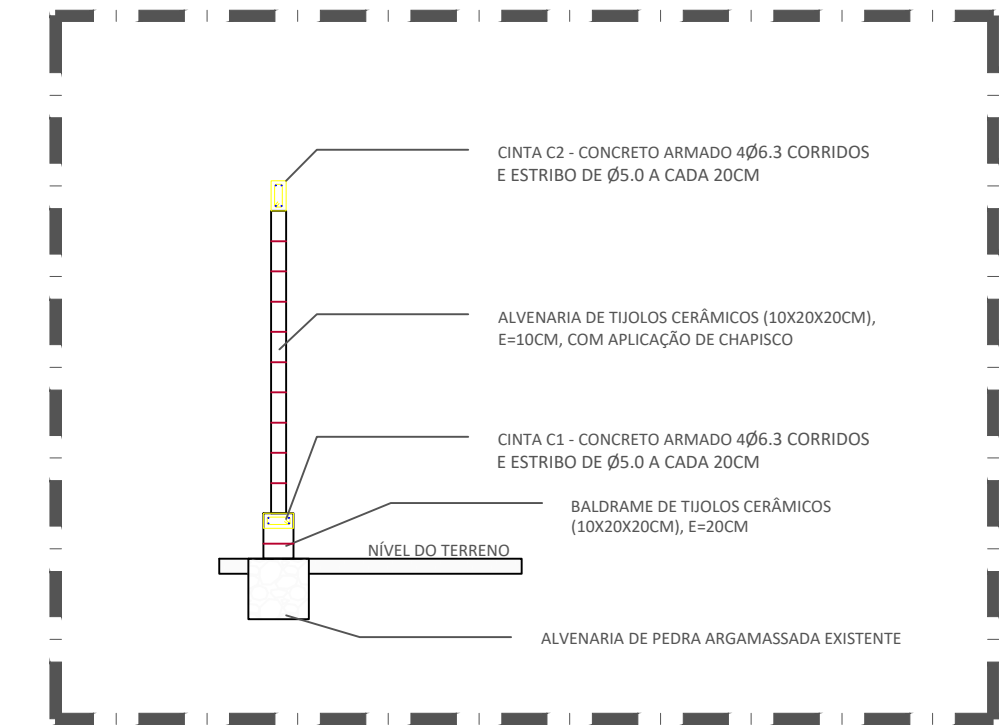 CINTA C2 - CONCRETO ARMADO 4Ø6.3 CORRIDOS
E ESTRIBO DE Ø5.0 A CADA 20CM
ALVENARIA DE TIJOLOS CERÂMICOS (10X20X20CM),
E=10CM, COM APLICAÇÃO DE CHAPISCO
CINTA C1 - CONCRETO ARMADO 4Ø6.3 CORRIDOS
E ESTRIBO DE Ø5.0 A CADA 20CM
BALDRAME DE TIJOLOS CERÂMICOS
(10X20X20CM), E=20CM
NÍVEL DO TERRENO
ALVENARIA DE PEDRA ARGAMASSADA EXISTENTE